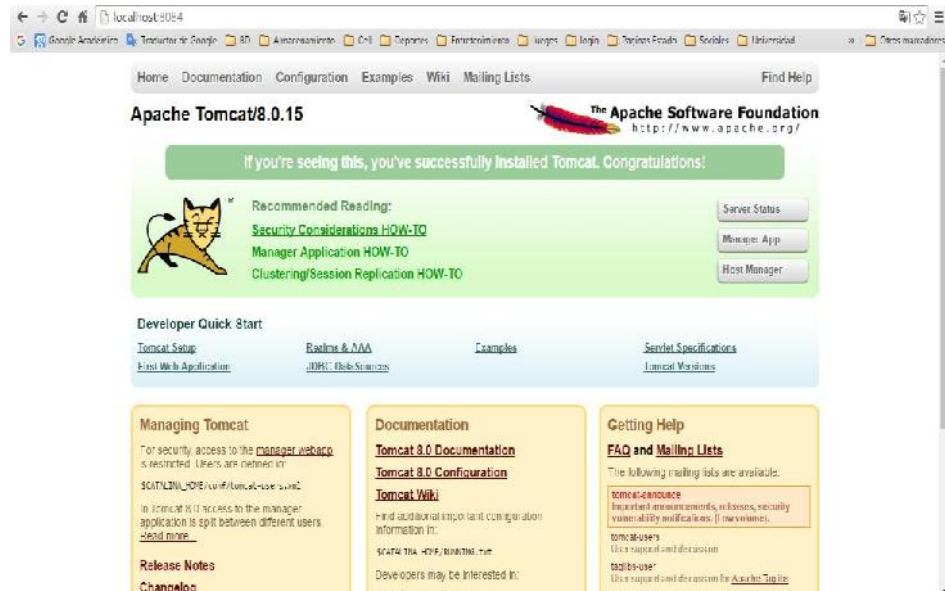 localhost:8084
Google Académico Traductor de Google BD Almacenamiento Cell Deportes Entretenimiento Juegos login Paginas Estado Sociales Universidad » Otros marcadores
Home Documentation Configuration Examples Wiki Mailing Lists Find Help
Apache Tomcat/8.0.15
The Apache Software Foundation
http://www.apache.org/
If you're seeing this, you've successfully installed Tomcat. Congratulations!
Recommended Reading:
Security Considerations HOW-TO
Manager Application HOW-TO
Clustering/Session Replication HOW-TO
Server Status
Manager App
Host Manager
Developer Quick Start
Tomcat Setup
First Web Application
Realms & AAA
JDBC Data Sources
Examples
Servlet Specifications
Tomcat Versions
Managing Tomcat
For security, access to the manager webapp
is restricted. Users are defined in:
$CATALINA_HOME/conf/tomcat-users.xml
In Tomcat 8.0 access to the manager
application is split between different users.
Read more...
Release Notes
Changelog
Documentation
Tomcat 8.0 Documentation
Tomcat 8.0 Configuration
Tomcat Wiki
Find additional important configuration
information in:
$CATALINA_HOME/RUNNING.txt
Developers may be interested in:
Getting Help
FAQ and Mailing Lists
The following mailing lists are available:
tomcat-announce
Important announcements, releases, security
vulnerability notifications. (Low volume).
tomcat-users
User support and discussion
taglibs-user
User support and discussion for Apache Taglibs